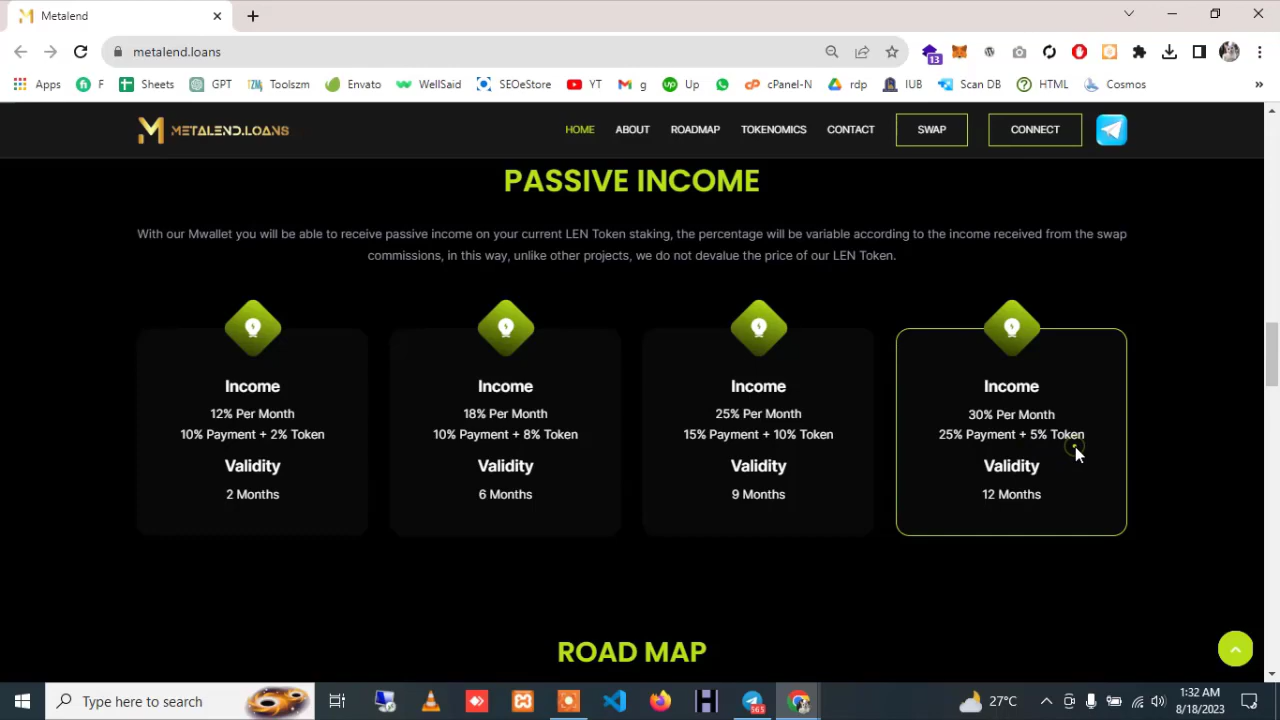 Metalend
metalend.loans
13
Apps F Sheets GPT Toolszm Envato WellSaid SEOeStore YT g Up cPanel-N rdp IUB Scan DB HTML Cosmos »
METALEND.LOANS HOME ABOUT ROADMAP TOKENOMICS CONTACT SWAP CONNECT
PASSIVE INCOME
With our Mwallet you will be able to receive passive income on your current LEN Token staking, the percentage will be variable according to the income received from the swap
commissions, in this way, unlike other projects, we do not devalue the price of our LEN Token.
Income
12% Per Month
10% Payment + 2% Token
Validity
2 Months
Income
18% Per Month
10% Payment + 8% Token
Validity
6 Months
Income
25% Per Month
15% Payment + 10% Token
Validity
9 Months
Income
30% Per Month
25% Payment + 5% Token
Validity
12 Months
ROAD MAP
Type here to search
565
27°C
1:32 AM
8/18/2023